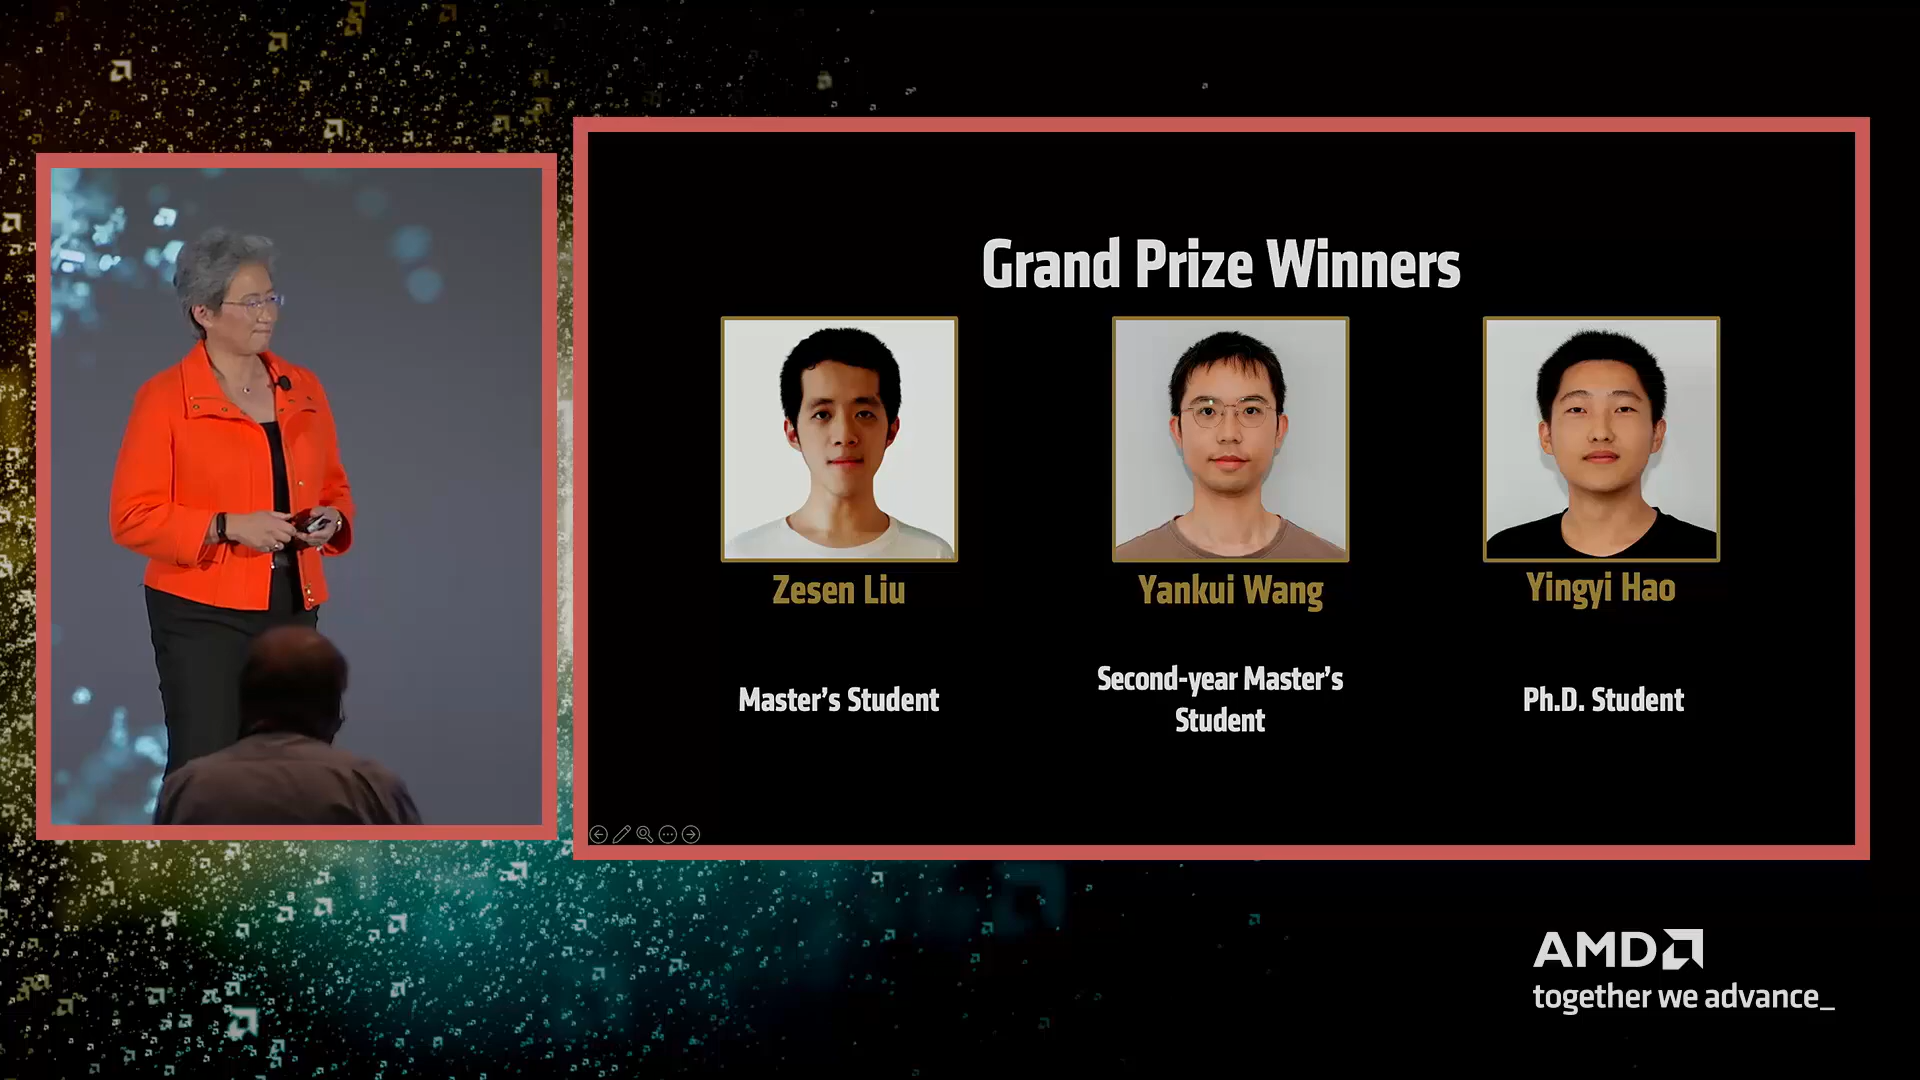 Grand Prize Winners
Zesen Liu
Yankui Wang
Yingyi Hao
Master's Student
Second-year Master's
Student
Ph.D. Student
AMD
together we advance_